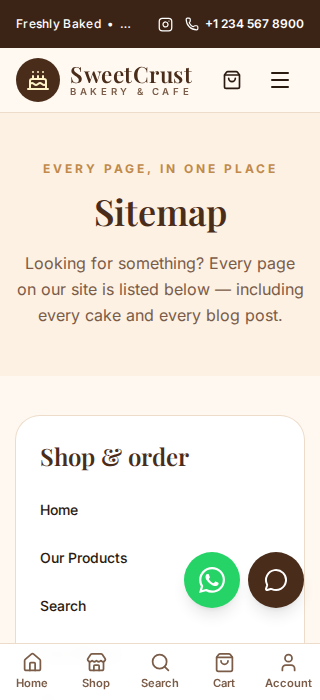 Freshly Baked • ...
+1 234 567 8900
SweetCrust
BAKERY & CAFE
EVERY PAGE, IN ONE PLACE
Sitemap
Looking for something? Every page
on our site is listed below — including
every cake and every blog post.
Shop & order
Home
Our Products
Search
Home
Shop
Search
Cart
Account